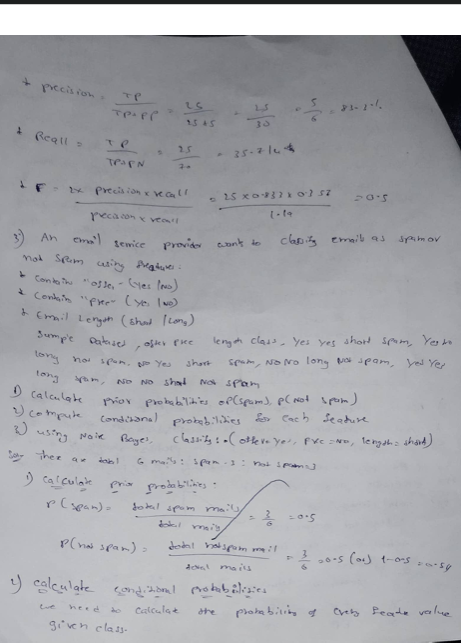 * precision = TP / TP+FP = 25 / 25+5 = 25 / 30 = 5 / 6 = 83.3%
* Recall = TP / TP+FN = 25 / 70 = 35.71%
* F = 2x precision x recall / precision x recall =
= 0.5
3) An email service provider want to classify emails as spam or
not spam using features:
* Contains "offer" (yes / No)
* Contain "free" (yes / No)
* Email Length (short / Long)
Sample Dataset, offer free length class, yes yes short spam, yes no
long not spam, no yes short spam, No No long Not spam, yes yes
long spam, No No short Not spam
1) Calculate prior probabilities of P(spam), P(not spam)
2) compute conditional probabilities for each feature
3) using Naive Bayes, classify: (offer = yes, free = No, length = short)
There are total 6 mails: spam - 3 : not spam = 3
1) Calculate prior probabilities:
P(spam) = total spam mails / total mails = 3 / 6 = 0.5
P(not spam) = total not spam mail / total mails = 3 / 6 = 0.5 (or) 1-0.5 = 0.5
2) calculate conditional probabilities
we need to calculate the probability of every feature value
given class.